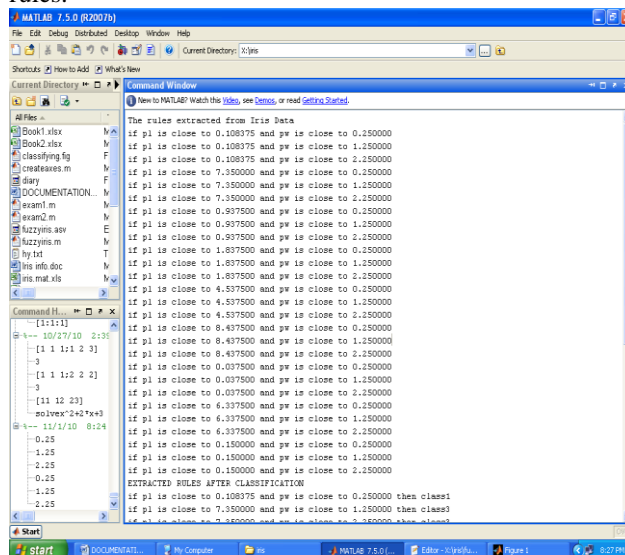 rules.
MATLAB 7.5.0 (R2007b)
File Edit Debug Distributed Desktop Window Help
Current Directory: X:\iris
Shortcuts How to Add What's New
Current Directory
All Files
Book1.xlsx
Book2.xlsx
classifying.fig
createaxes.m
diary
DOCUMENTATION...
exam1.m
exam2.m
fuzzyiris.asv
fuzzyiris.m
hy.txt
Iris info.doc
iris.mat.xls
Command H...
[1:1:1]
%-- 10/27/10 2:39
[1 1 1;1 2 3]
3
[1 1 1;2 2 2]
3
[11 12 23]
solvex^2+2*x+3
%-- 11/1/10 8:24
0.25
1.25
2.25
0.25
1.25
2.25
Command Window
New to MATLAB? Watch this Video, see Demos, or read Getting Started.
The rules extracted from Iris Data
if pl is close to 0.108375 and pw is close to 0.250000
if pl is close to 0.108375 and pw is close to 1.250000
if pl is close to 0.108375 and pw is close to 2.250000
if pl is close to 7.350000 and pw is close to 0.250000
if pl is close to 7.350000 and pw is close to 1.250000
if pl is close to 7.350000 and pw is close to 2.250000
if pl is close to 0.937500 and pw is close to 0.250000
if pl is close to 0.937500 and pw is close to 1.250000
if pl is close to 0.937500 and pw is close to 2.250000
if pl is close to 1.837500 and pw is close to 0.250000
if pl is close to 1.837500 and pw is close to 1.250000
if pl is close to 1.837500 and pw is close to 2.250000
if pl is close to 4.537500 and pw is close to 0.250000
if pl is close to 4.537500 and pw is close to 1.250000
if pl is close to 4.537500 and pw is close to 2.250000
if pl is close to 8.437500 and pw is close to 0.250000
if pl is close to 8.437500 and pw is close to 1.250000
if pl is close to 8.437500 and pw is close to 2.250000
if pl is close to 0.037500 and pw is close to 0.250000
if pl is close to 0.037500 and pw is close to 1.250000
if pl is close to 0.037500 and pw is close to 2.250000
if pl is close to 6.337500 and pw is close to 0.250000
if pl is close to 6.337500 and pw is close to 1.250000
if pl is close to 6.337500 and pw is close to 2.250000
if pl is close to 0.150000 and pw is close to 0.250000
if pl is close to 0.150000 and pw is close to 1.250000
if pl is close to 0.150000 and pw is close to 2.250000
EXTRACTED RULES AFTER CLASSIFICATION
if pl is close to 0.108375 and pw is close to 0.250000 then class1
if pl is close to 7.350000 and pw is close to 1.250000 then class3
if pl is close to 7.350000 and pw is close to 2.250000 then class3
Start
start DOCUMENTATI... My Computer iris MATLAB 7.5.0 (... Editor - X:\iris\fu... Figure 1 8:27 PM